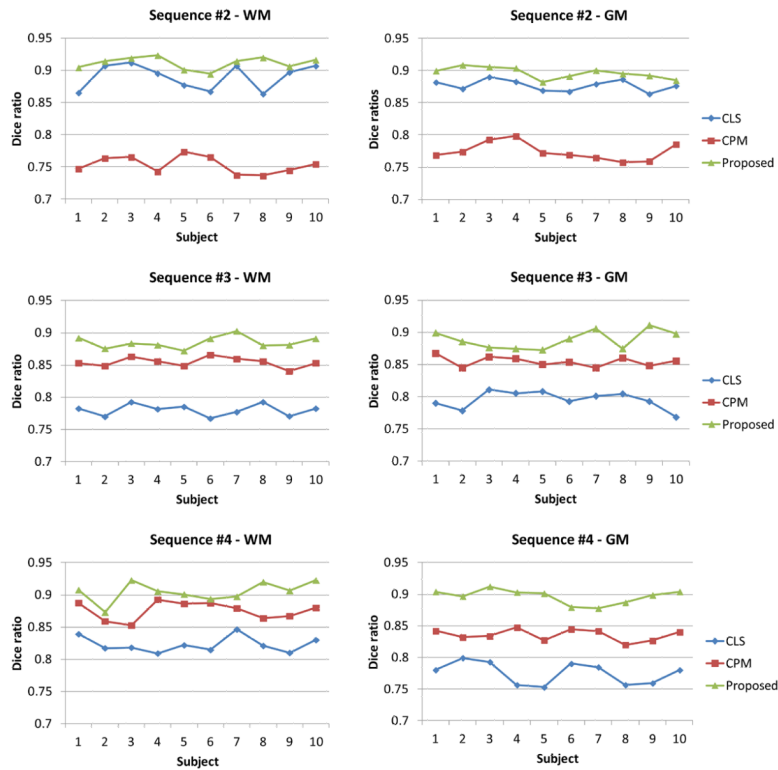 Sequence #2 - WM
0.95
0.9
0.85
0.8
0.75
0.7
Dice ratio
1 2 3 4 5 6 7 8 9 10
Subject
Sequence #2 - GM
0.95
0.9
0.85
0.8
0.75
0.7
Dice ratios
1 2 3 4 5 6 7 8 9 10
Subject
CLS
CPM
Proposed
Sequence #3 - WM
0.95
0.9
0.85
0.8
0.75
0.7
Dice ratio
1 2 3 4 5 6 7 8 9 10
Subject
Sequence #3 - GM
0.95
0.9
0.85
0.8
0.75
0.7
Dice ratio
1 2 3 4 5 6 7 8 9 10
Subject
CLS
CPM
Proposed
Sequence #4 - WM
0.95
0.9
0.85
0.8
0.75
0.7
Dice ratio
1 2 3 4 5 6 7 8 9 10
Subject
Sequence #4 - GM
0.95
0.9
0.85
0.8
0.75
0.7
Dice ratio
1 2 3 4 5 6 7 8 9 10
Subject
CLS
CPM
Proposed